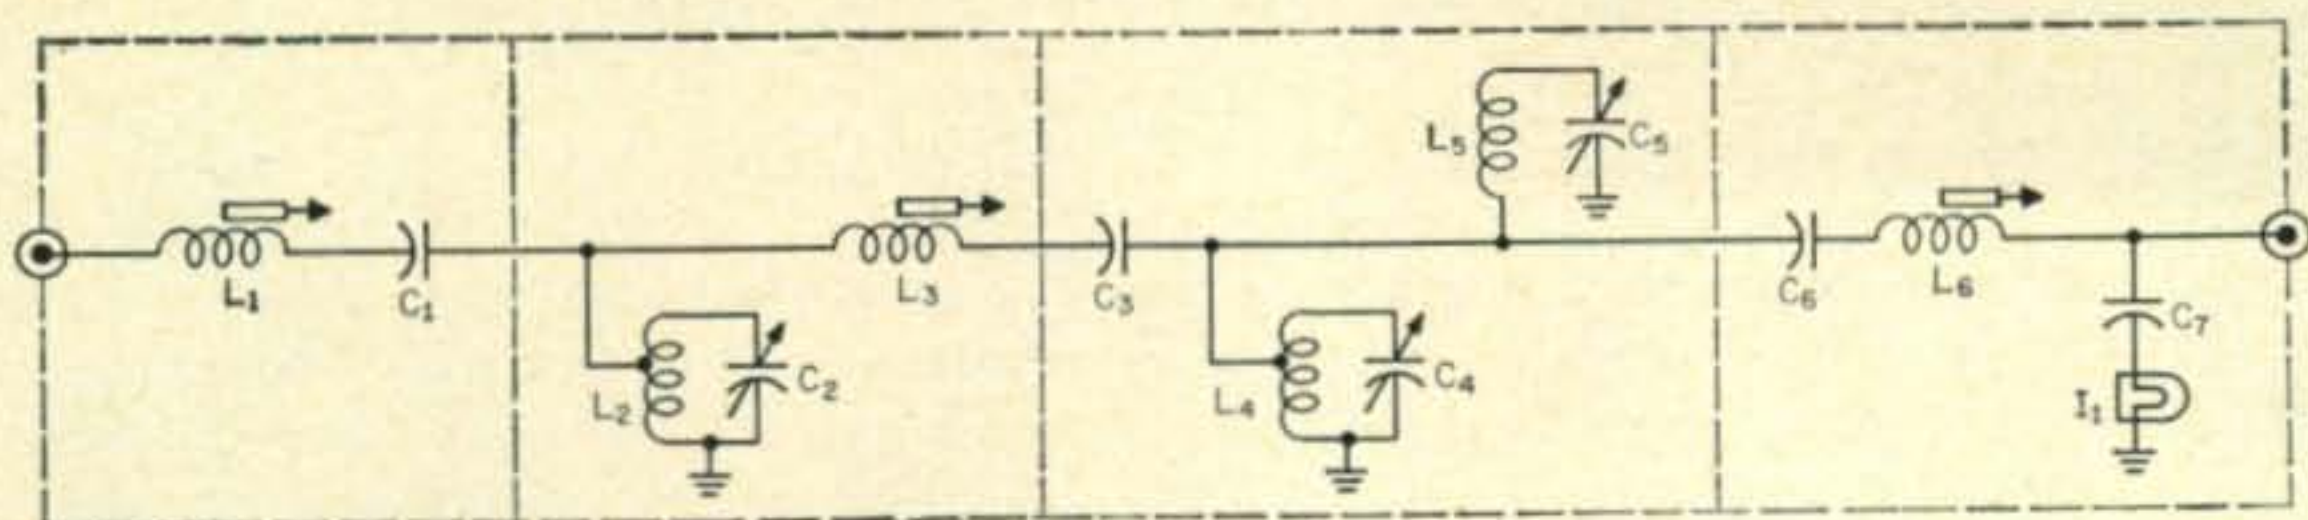 L₁
C₁
L₂
C₂
L₃
C₃
L₄
C₄
L₅
C₅
C₆
L₆
C₇
I₁